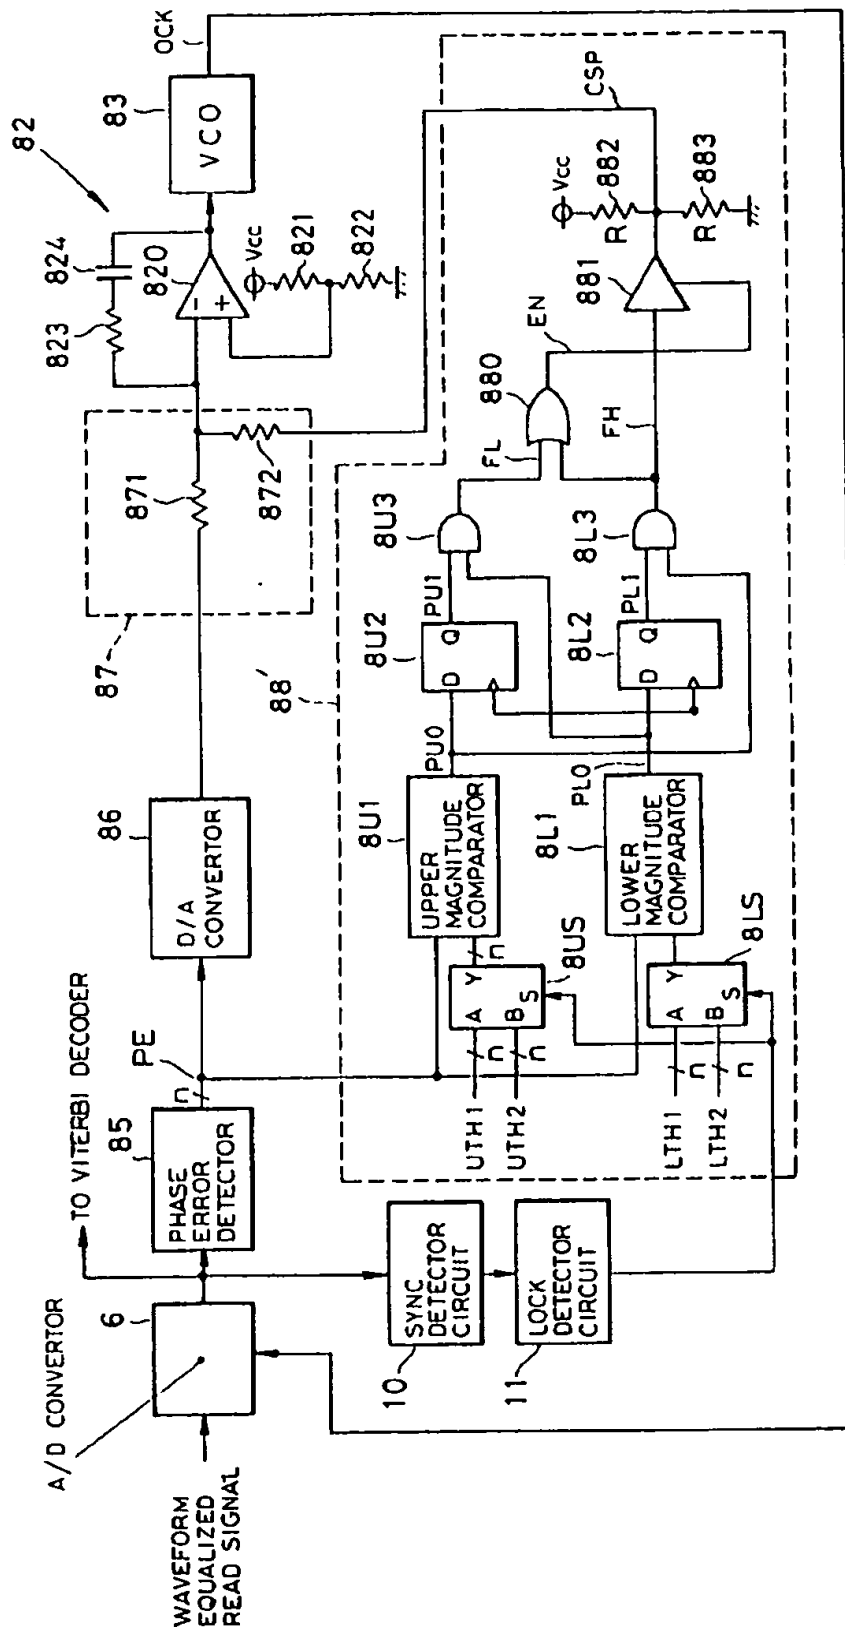 WAVEFORM
EQUALIZED
READ SIGNAL
A/D CONVERTOR
6
TO VITERBI DECODER
85
PHASE
ERROR
DETECTOR
n
PE
86
D/A
CONVERTOR
87
871
872
823
824
820
-
+
Vcc
821
822
82
83
VCO
OCK
10
SYNC
DETECTOR
CIRCUIT
11
LOCK
DETECTOR
CIRCUIT
88
UTH1
UTH2
n
n
A
B
Y
S
8US
n
8U1
UPPER
MAGNITUDE
COMPARATOR
PU0
8U2
D
Q
PU1
8U3
FL
880
EN
LTH1
LTH2
n
n
A
B
Y
S
8LS
8L1
LOWER
MAGNITUDE
COMPARATOR
PL0
8L2
D
Q
PL1
8L3
FH
881
Vcc
R
882
R
883
CSP